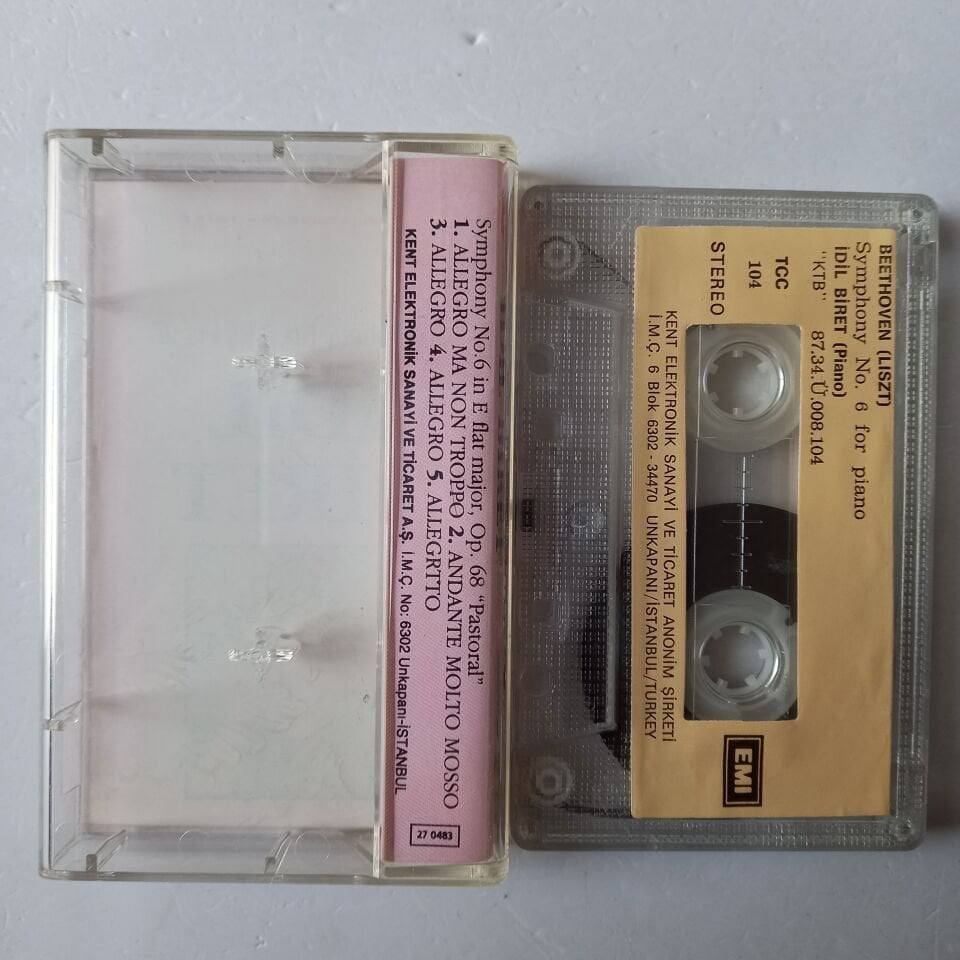 Symphony No.6 in E flat major, Op. 68 "Pastoral"
1. ALLEGRO MA NON TROPPO 2. ANDANTE MOLTO MOSSO
3. ALLEGRO 4. ALLEGRO 5. ALLEGRTTO
KENT ELEKTRONİK SANAYİ VE TİCARET A.Ş. İ.M.Ç. No: 6302 Unkapanı-İSTANBUL
27 0483
BEETHOVEN (LISZT)
Symphony No. 6 for piano
İDİL BİRET (Piano)
"KTB" 87.34.Ü.008.104
TCC
104
STEREO
KENT ELEKTRONİK SANAYİ VE TİCARET ANONİM ŞİRKETİ
İ.M.Ç. 6 Blok 6302 - 34470 UNKAPANI/İSTANBUL/TURKEY
EMI